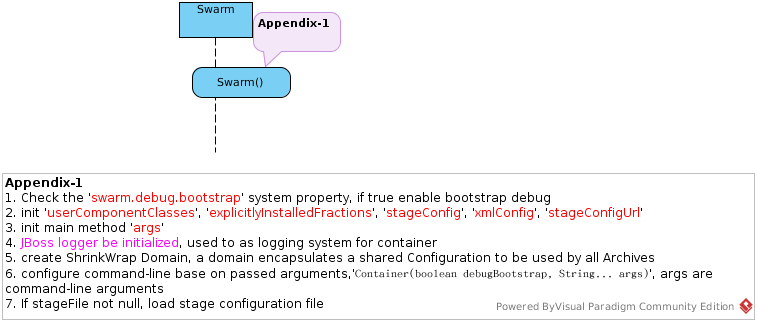 Swarm
Appendix-1
Swarm()
Appendix-1
1. Check the 'swarm.debug.bootstrap' system property, if true enable bootstrap debug
2. init 'userComponentClasses', 'explicitlyInstalledFractions', 'stageConfig', 'xmlConfig', 'stageConfigUrl'
3. init main method 'args'
4. JBoss logger be initialized, used to as logging system for container
5. create ShrinkWrap Domain, a domain encapsulates a shared Configuration to be used by all Archives
6. configure command-line base on passed arguments,'Container(boolean debugBootstrap, String... args)', args are
command-line arguments
7. If stageFile not null, load stage configuration file
Powered ByVisual Paradigm Community Edition